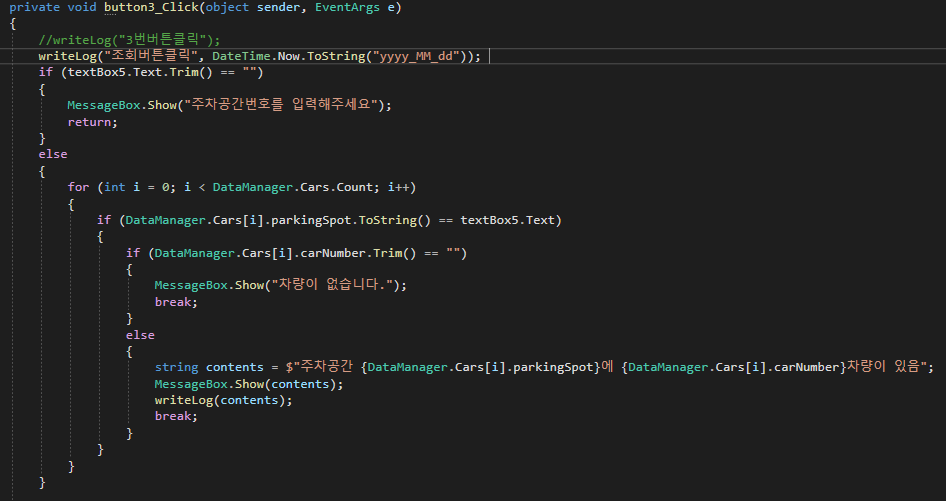 private void button3_Click(object sender, EventArgs e)
{
//writeLog("3번버튼클릭");
writeLog("조회버튼클릭", DateTime.Now.ToString("yyyy_MM_dd"));
if (textBox5.Text.Trim() == "")
{
MessageBox.Show("주차공간번호를 입력해주세요");
return;
}
else
{
for (int i = 0; i < DataManager.Cars.Count; i++)
{
if (DataManager.Cars[i].parkingSpot.ToString() == textBox5.Text)
{
if (DataManager.Cars[i].carNumber.Trim() == "")
{
MessageBox.Show("차량이 없습니다.");
break;
}
else
{
string contents = $"주차공간 {DataManager.Cars[i].parkingSpot}에 {DataManager.Cars[i].carNumber}차량이 있음";
MessageBox.Show(contents);
writeLog(contents);
break;
}
}
}
}